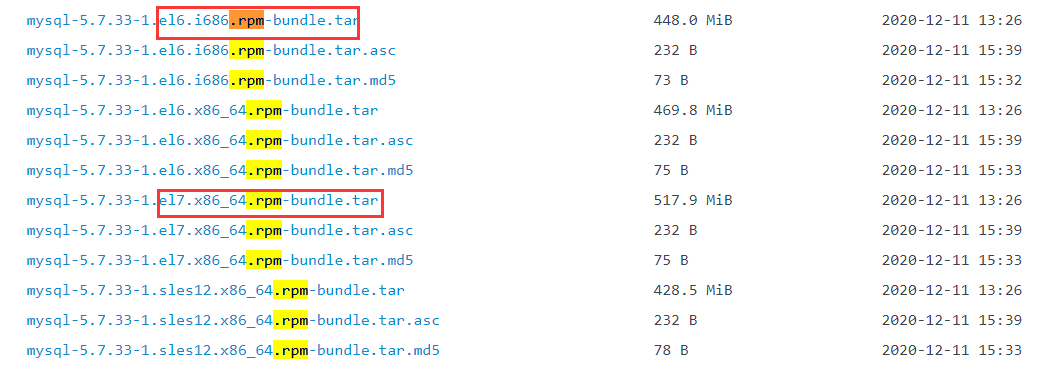 mysql-5.7.33-1.el6.i686.rpm-bundle.tar 448.0 MiB 2020-12-11 13:26
mysql-5.7.33-1.el6.i686.rpm-bundle.tar.asc 232 B 2020-12-11 15:39
mysql-5.7.33-1.el6.i686.rpm-bundle.tar.md5 73 B 2020-12-11 15:32
mysql-5.7.33-1.el6.x86_64.rpm-bundle.tar 469.8 MiB 2020-12-11 13:26
mysql-5.7.33-1.el6.x86_64.rpm-bundle.tar.asc 232 B 2020-12-11 15:39
mysql-5.7.33-1.el6.x86_64.rpm-bundle.tar.md5 75 B 2020-12-11 15:33
mysql-5.7.33-1.el7.x86_64.rpm-bundle.tar 517.9 MiB 2020-12-11 13:26
mysql-5.7.33-1.el7.x86_64.rpm-bundle.tar.asc 232 B 2020-12-11 15:39
mysql-5.7.33-1.el7.x86_64.rpm-bundle.tar.md5 75 B 2020-12-11 15:33
mysql-5.7.33-1.sles12.x86_64.rpm-bundle.tar 428.5 MiB 2020-12-11 13:26
mysql-5.7.33-1.sles12.x86_64.rpm-bundle.tar.asc 232 B 2020-12-11 15:39
mysql-5.7.33-1.sles12.x86_64.rpm-bundle.tar.md5 78 B 2020-12-11 15:33